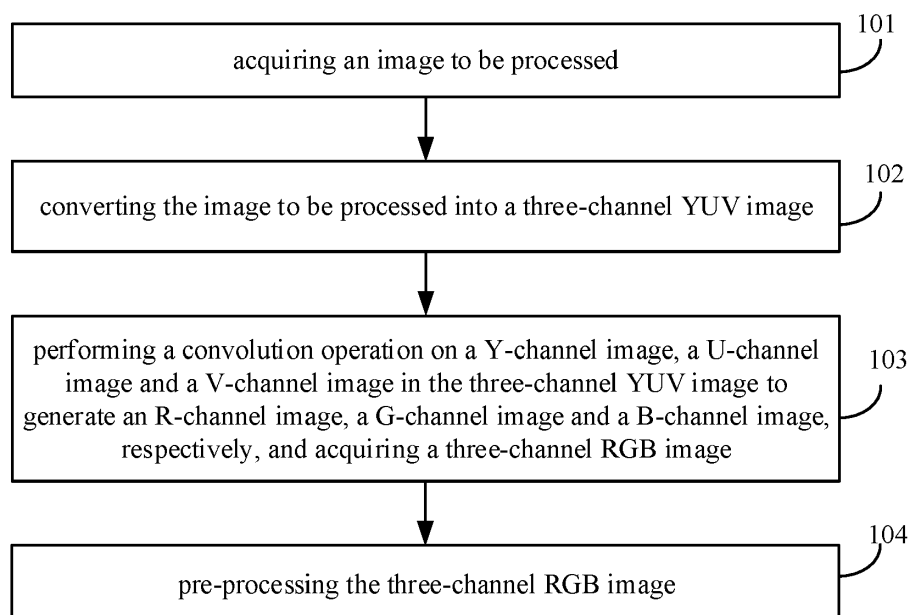 101
acquiring an image to be processed
102
converting the image to be processed into a three-channel YUV image
performing a convolution operation on a Y-channel image, a U-channel
image and a V-channel image in the three-channel YUV image to
generate an R-channel image, a G-channel image and a B-channel image,
respectively, and acquiring a three-channel RGB image
103
104
pre-processing the three-channel RGB image